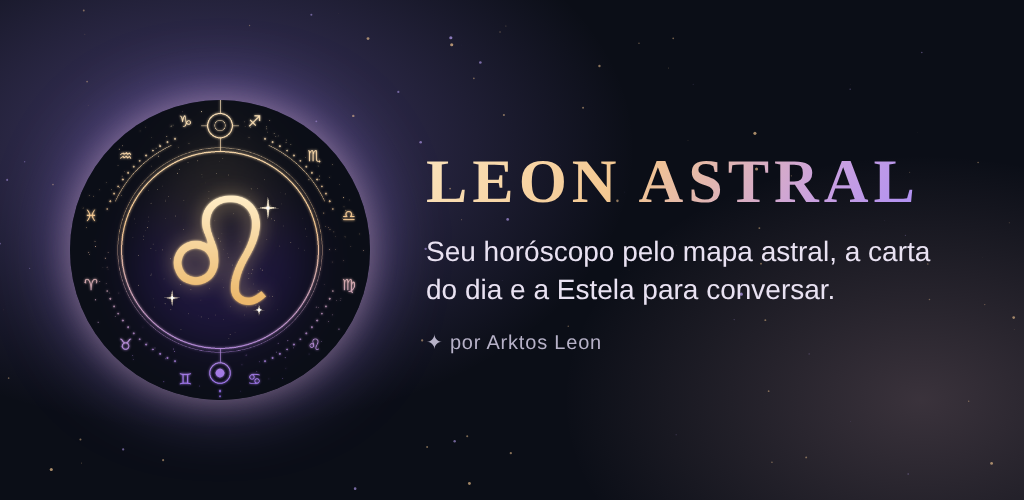 LEON ASTRAL
Seu horóscopo pelo mapa astral, a carta
do dia e a Estela para conversar.
✦ por Arktos Leon